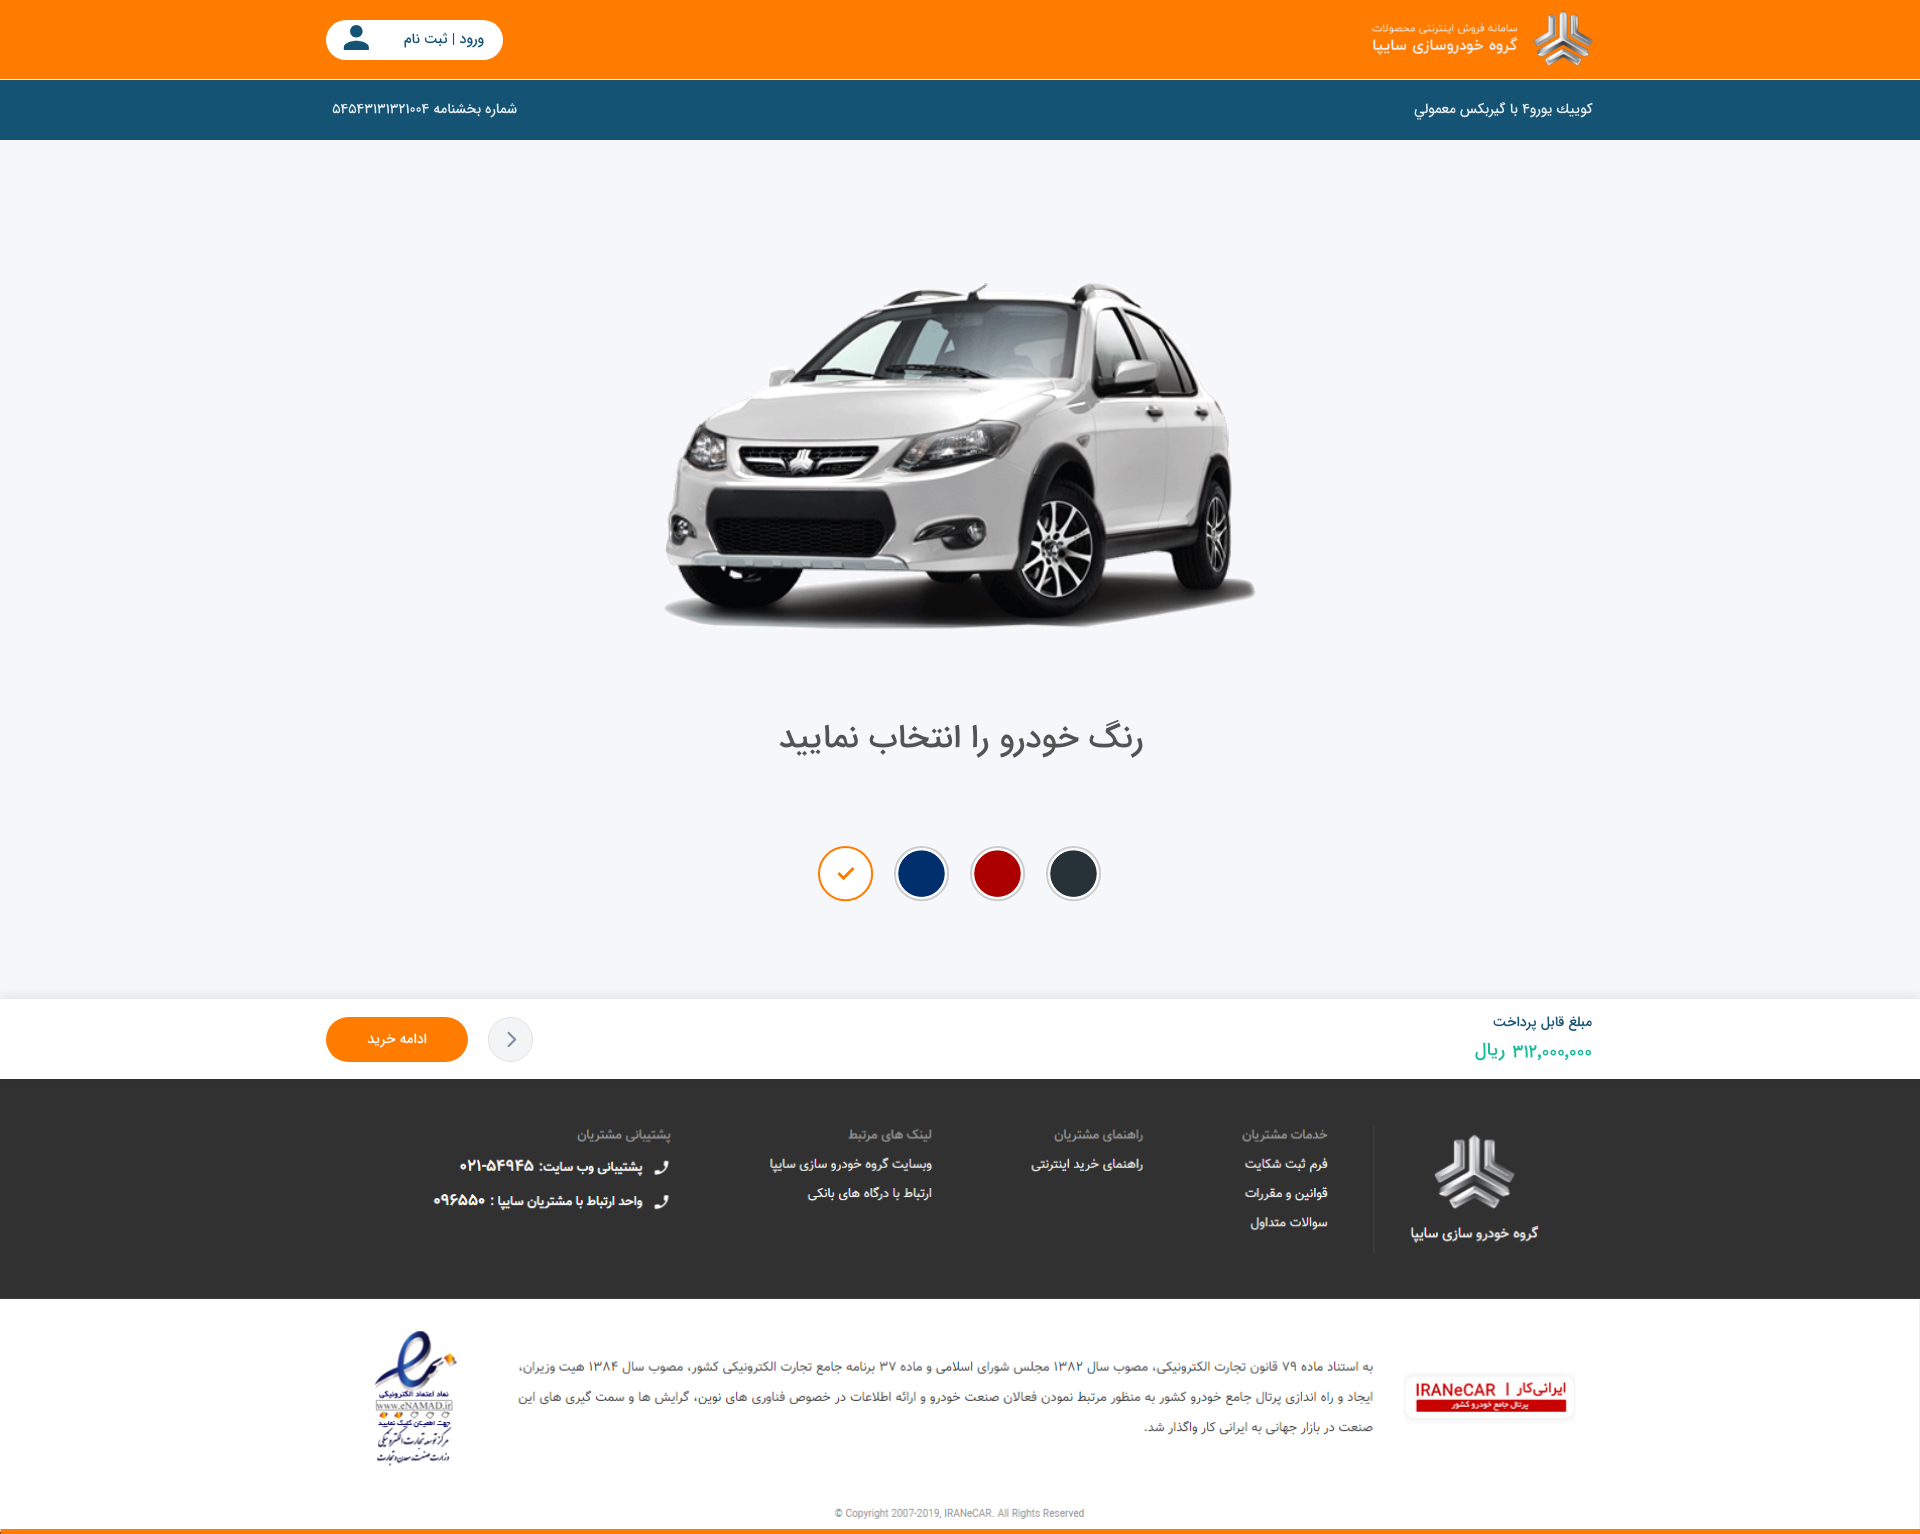 سامانه فروش اینترنتی محصولات
گروه خودروسازی سایپا
ورود | ثبت نام
کوییك یورو۴ با گیربکس معمولي
شماره بخشنامه ۵۴۵۴۳۱۳۱۳۲۱۰۰۴
رنگ خودرو را انتخاب نمایید
مبلغ قابل پرداخت
۳۱۲,۰۰۰,۰۰۰ ریال
ادامه خرید
گروه خودرو سازی سایپا
خدمات مشتریان
فرم ثبت شکایت
قوانین و مقررات
سوالات متداول
راهنمای مشتریان
راهنمای خرید اینترنتی
لینک های مرتبط
وبسایت گروه خودرو سازی سایپا
ارتباط با درگاه های بانکی
پشتیبانی مشتریان
پشتیبانی وب سایت: ۰۲۱-۵۴۹۴۵
واحد ارتباط با مشتریان سایپا : ۰۹۶۵۵۰
ایرانی‌کار | IRANeCAR
پرتال جامع خودرو کشور
به استناد ماده ۷۹ قانون تجارت الکترونیکی، مصوب سال ۱۳۸۲ مجلس شورای اسلامی و ماده ۳۷ برنامه جامع تجارت الکترونیکی کشور، مصوب سال ۱۳۸۴ هیت وزیران،
ایجاد و راه اندازی پرتال جامع خودرو کشور به منظور مرتبط نمودن فعالان صنعت خودرو و ارائه اطلاعات در خصوص فناوری های نوین، گرایش ها و سمت گیری های این
صنعت در بازار جهانی به ایرانی کار واگذار شد.
نماد اعتماد الکترونیکی
www.eNAMAD.ir
جهت اطمینان کلیک نمایید
مرکز توسعه تجارت الکترونیکی
وزارت صنعت، معدن و تجارت
© Copyright 2007-2019, IRANeCAR. All Rights Reserved